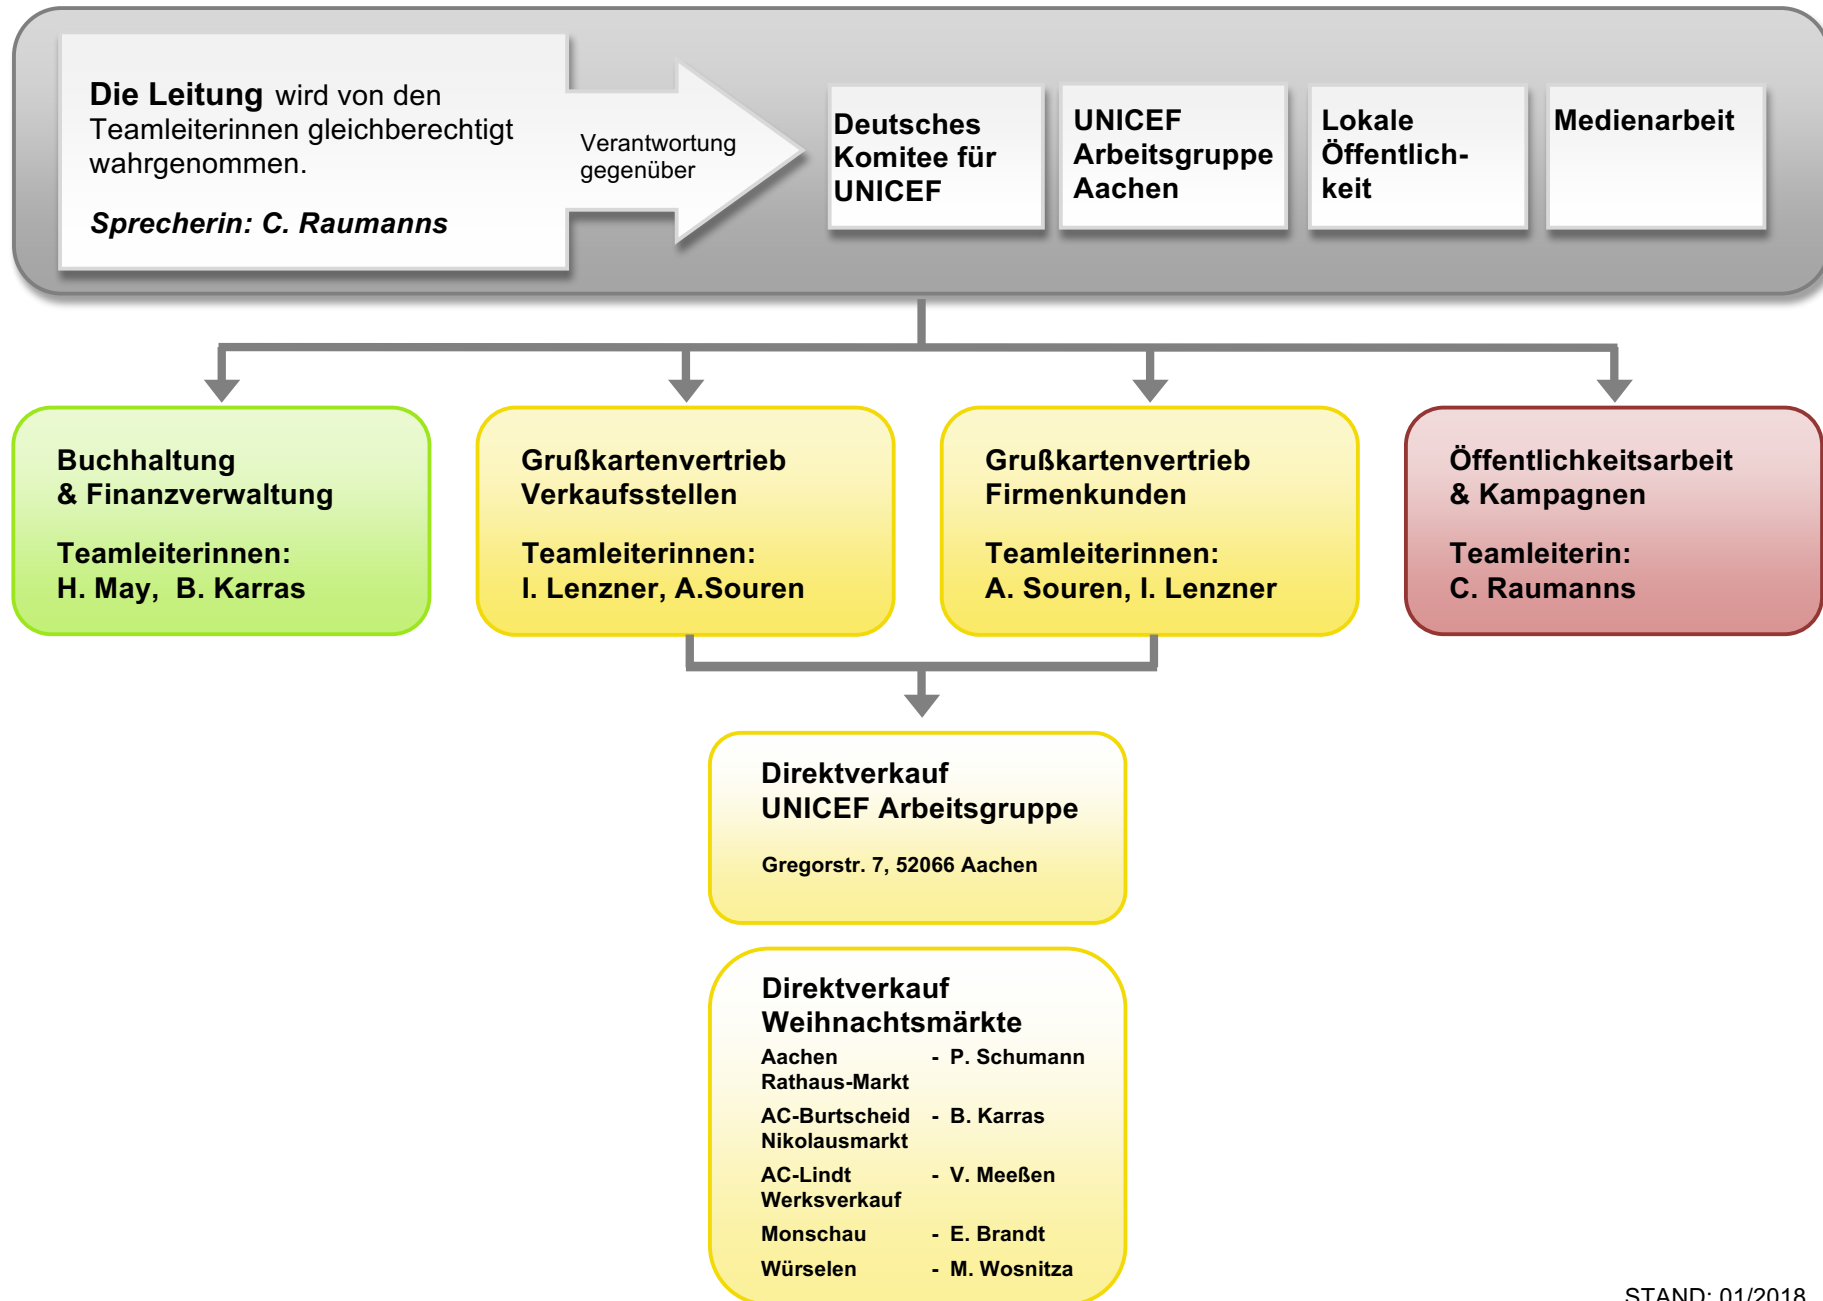 Die Leitung wird von den
Teamleiterinnen gleichberechtigt
wahrgenommen.
Sprecherin: C. Raumanns
Verantwortung
gegenüber
Deutsches
Komitee für
UNICEF
UNICEF
Arbeitsgruppe
Aachen
Lokale
Öffentlich-
keit
Medienarbeit
Buchhaltung
& Finanzverwaltung
Teamleiterinnen:
H. May, B. Karras
Grußkartenvertrieb
Verkaufsstellen
Teamleiterinnen:
I. Lenzner, A.Souren
Grußkartenvertrieb
Firmenkunden
Teamleiterinnen:
A. Souren, I. Lenzner
Öffentlichkeitsarbeit
& Kampagnen
Teamleiterin:
C. Raumanns
Direktverkauf
UNICEF Arbeitsgruppe
Gregorstr. 7, 52066 Aachen
Direktverkauf
Weihnachtsmärkte
Aachen - P. Schumann
Rathaus-Markt
AC-Burtscheid - B. Karras
Nikolausmarkt
AC-Lindt - V. Meeßen
Werksverkauf
Monschau - E. Brandt
Würselen - M. Wosnitza
STAND: 01/2018